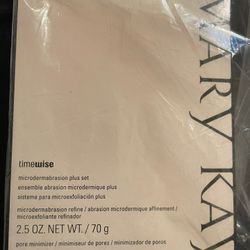 MARY KAY
timewise
microdermabrasion plus set
ensemble abrasion-microdermique plus
sistema para microexfoliación plus
microdermabrasion refine / abrasion microdermique affinement /
microexfoliante refinador
2.5 OZ. NET WT. / 70 g
pore minimizer / minimiseur de pores / minimizador de poros